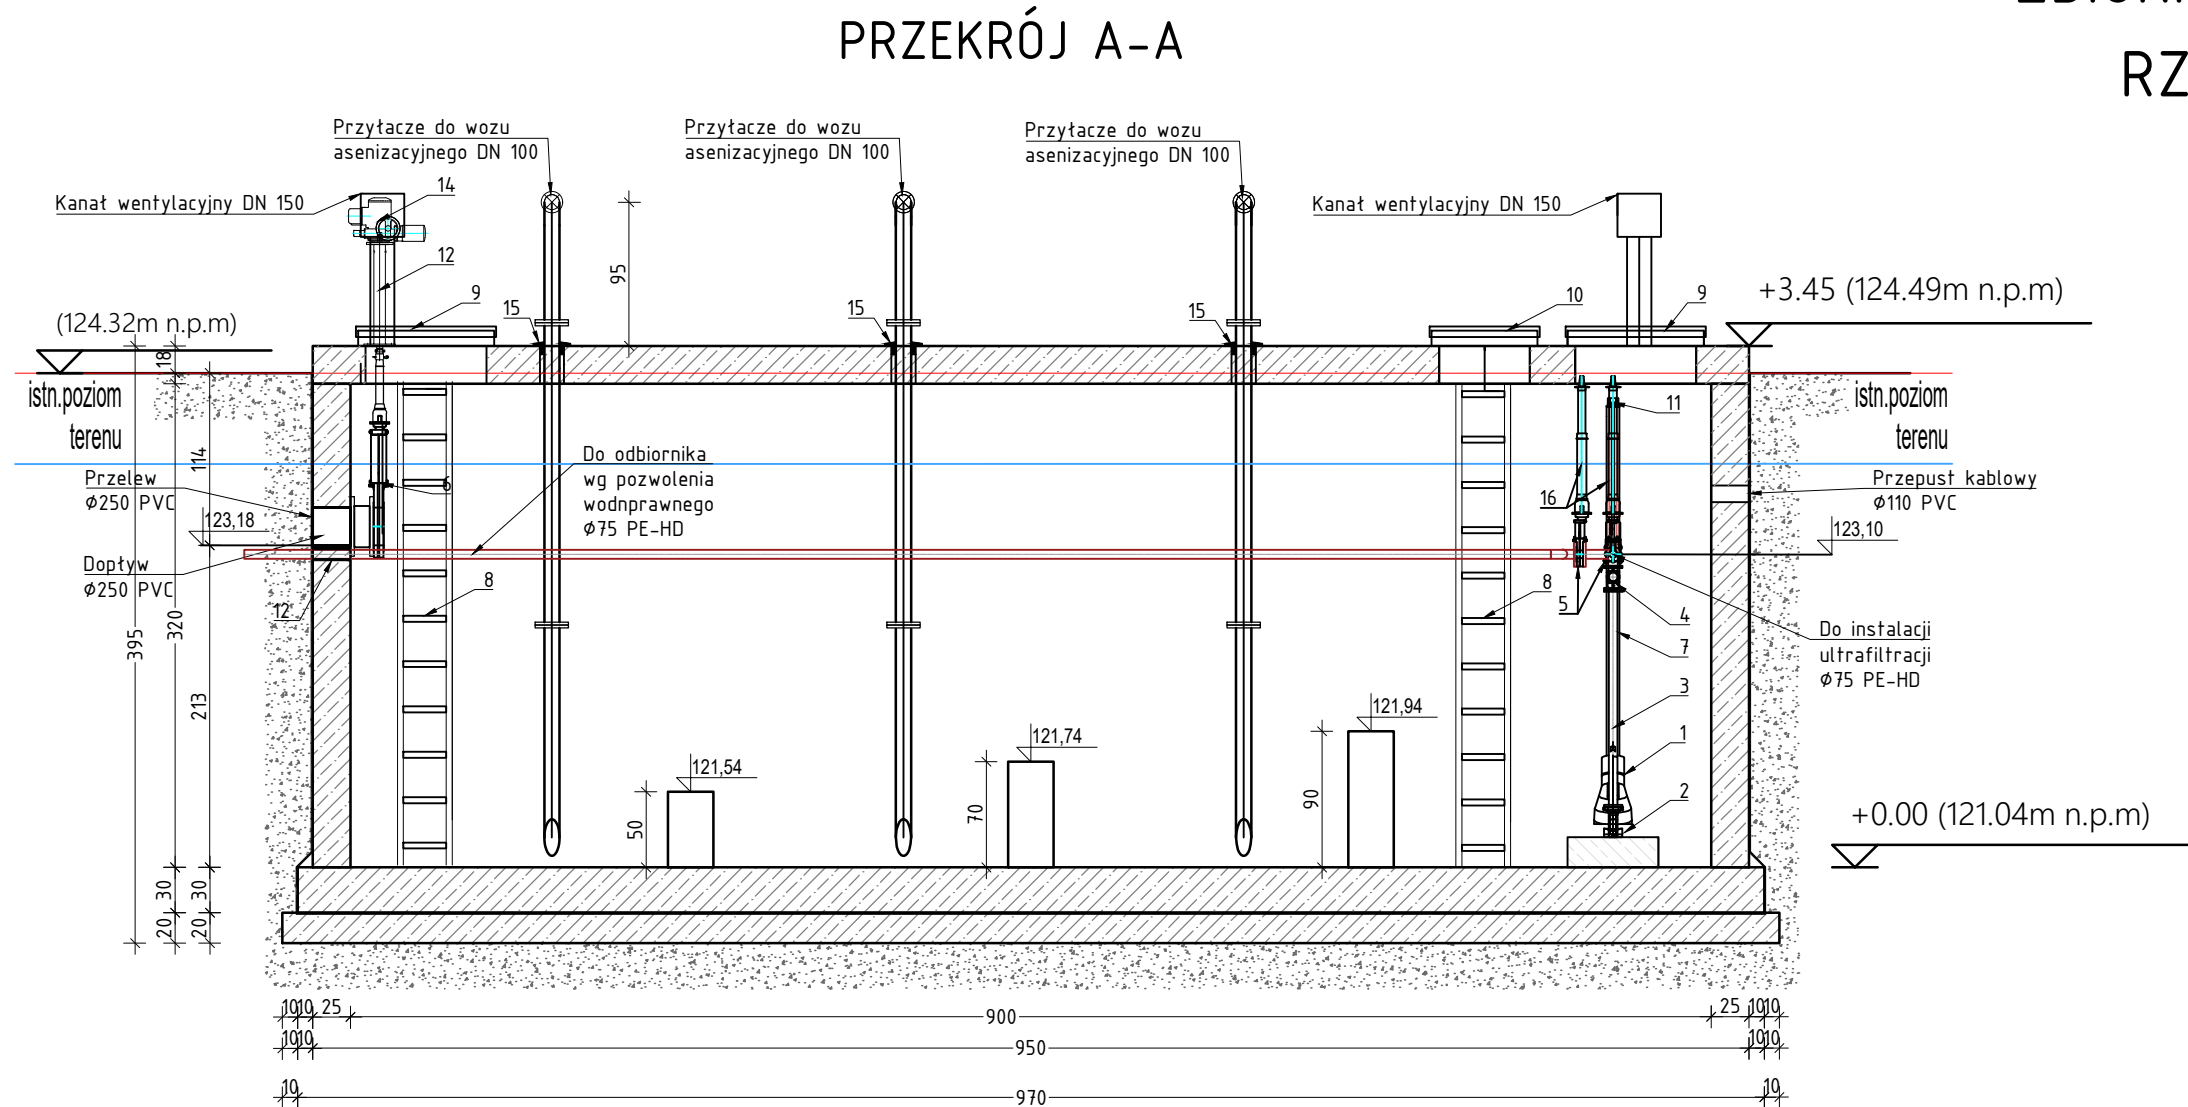 PRZEKRÓJ A-A
RZ
Przyłacze do wozu
asenizacyjnego DN 100
Przyłacze do wozu
asenizacyjnego DN 100
Przyłacze do wozu
asenizacyjnego DN 100
Kanał wentylacyjny DN 150
14
12
9
15
95
15
15
Kanał wentylacyjny DN 150
10
9
+3.45 (124.49m n.p.m)
(124.32m n.p.m)
18
istn.poziom
terenu
114
Przelew
Ø250 PVC
123,18
Dopływ
Ø250 PVC
12
395
320
213
30
30
20
20
6
8
Do odbiornika
wg pozwolenia
wodnprawnego
Ø75 PE-HD
11
16
5
8
4
7
3
1
2
istn.poziom
terenu
Przepust kablowy
Ø110 PVC
123,10
Do instalacji
ultrafiltracji
Ø75 PE-HD
121,54
50
121,74
70
121,94
90
+0.00 (121.04m n.p.m)
10 10 25 900 25 10 10
10 10 950 10 10
10 970 10